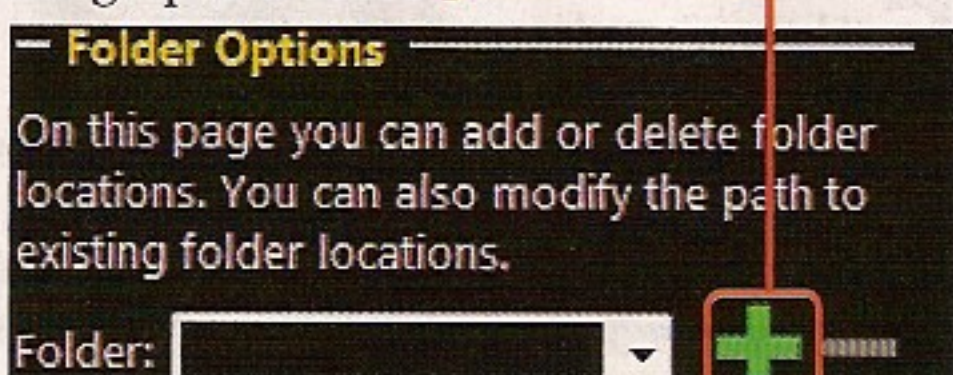 Folder Options
On this page you can add or delete folder
locations. You can also modify the path to
existing folder locations.
Folder: